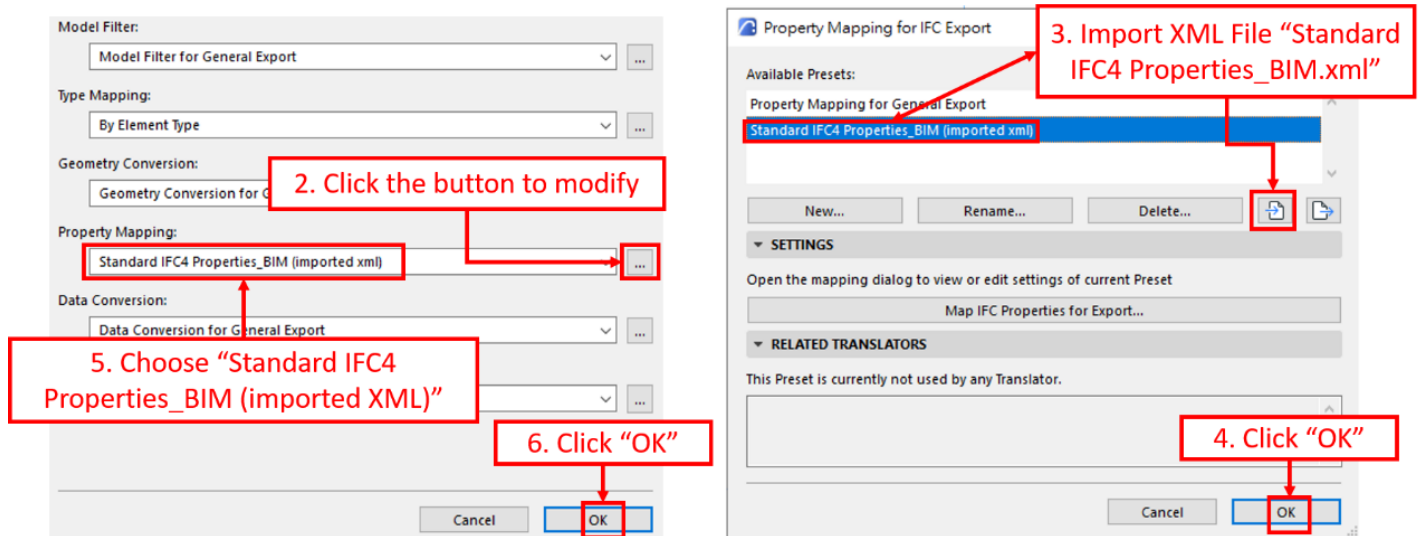 Model Filter:
Model Filter for General Export
...
Type Mapping:
By Element Type
...
Geometry Conversion:
Geometry Conversion for G
2. Click the button to modify
Property Mapping:
Standard IFC4 Properties_BIM (imported xml)
...
Data Conversion:
Data Conversion for General Export
...
5. Choose “Standard IFC4
Properties_BIM (imported XML)”
...
6. Click “OK”
Cancel
OK
Property Mapping for IFC Export
3. Import XML File “Standard
IFC4 Properties_BIM.xml”
Available Presets:
Property Mapping for General Export
Standard IFC4 Properties_BIM (imported xml)
New...
Rename...
Delete...
SETTINGS
Open the mapping dialog to view or edit settings of current Preset
Map IFC Properties for Export...
RELATED TRANSLATORS
This Preset is currently not used by any Translator.
4. Click “OK”
Cancel
OK